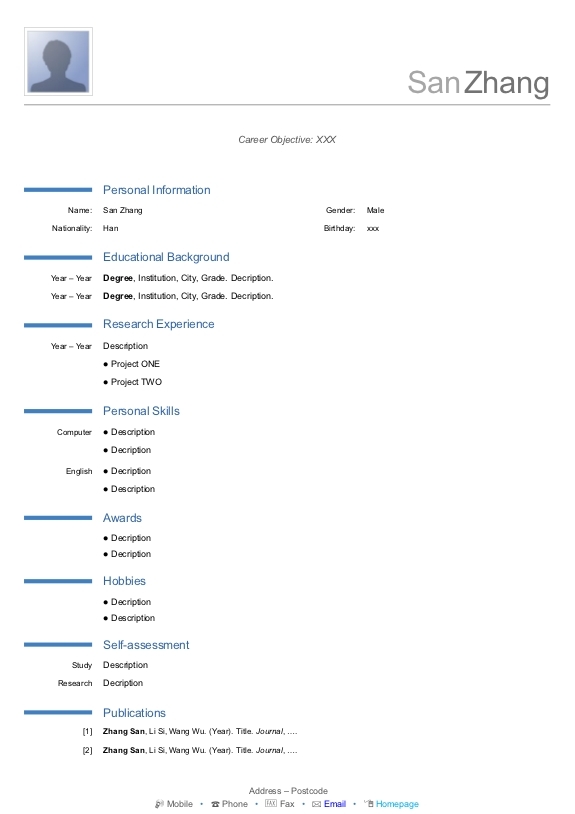 San Zhang
Career Objective: XXX
Personal Information
Name: San Zhang Gender: Male
Nationality: Han Birthday: xxx
Educational Background
Year – Year Degree, Institution, City, Grade. Decription.
Year – Year Degree, Institution, City, Grade. Decription.
Research Experience
Year – Year Description
● Project ONE
● Project TWO
Personal Skills
Computer ● Description
● Decription
English ● Decription
● Description
Awards
● Decription
● Decription
Hobbies
● Decription
● Description
Self-assessment
Study Description
Research Decription
Publications
[1] Zhang San, Li Si, Wang Wu. (Year). Title. Journal, ....
[2] Zhang San, Li Si, Wang Wu. (Year). Title. Journal, ....
Address – Postcode
Mobile • ☎ Phone • FAX Fax • ✉ Email • Homepage